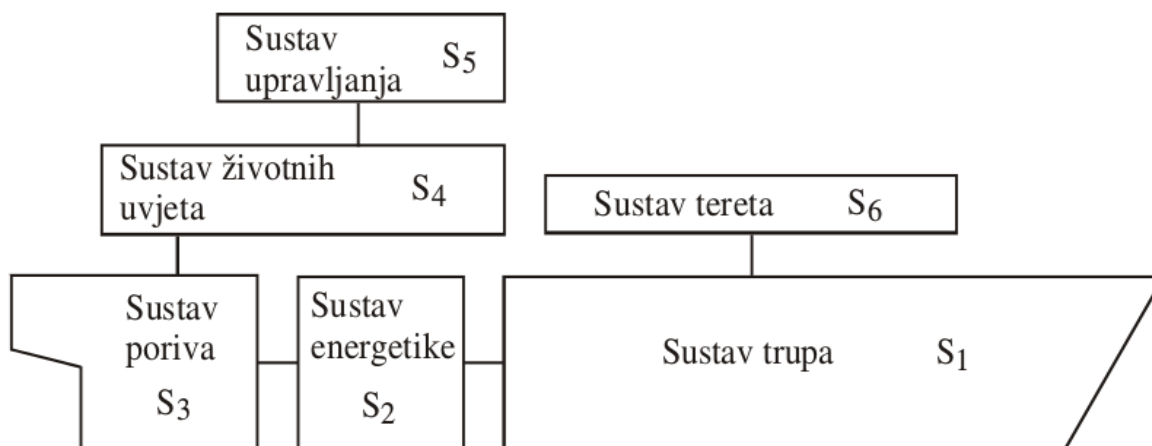 Sustav
upravljanja S5
Sustav životnih
uvjeta S4
Sustav tereta S6
Sustav
poriva
S3
Sustav
energetike
S2
Sustav trupa S1